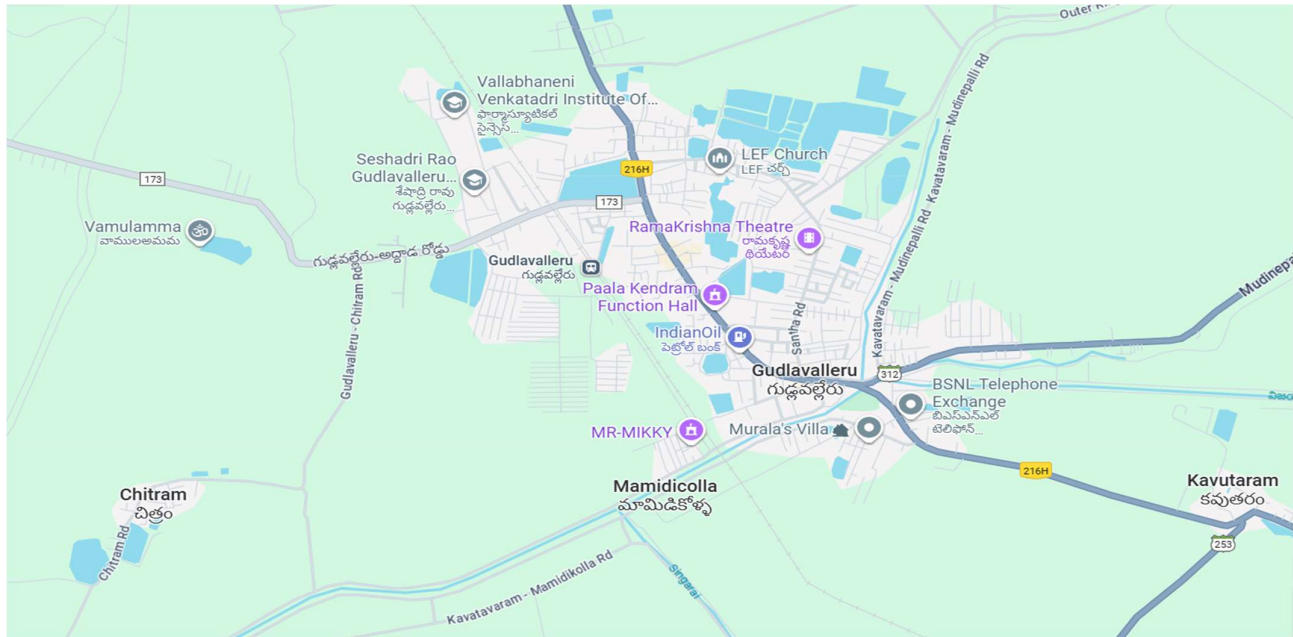 Outer
Vallabhaneni
Venkatadri Institute Of...
ఫార్మాస్యూటికల్
సైన్సెస్...
Kavatavaram - Mudinepalli Rd
LEF Church
LEF చర్చ్
Seshadri Rao
Gudlavalleru...
శేషాద్రి రావు
గుడ్లవల్లేరు...
216H
173
173
Vamulamma
వాములఅమమ
RamaKrishna Theatre
రామకృష్ణ
థియేటర్
గుడ్లవల్లేరు-అడ్డాడ రోడ్డు
Gudlavalleru
గుడ్లవల్లేరు
Paala Kendram
Function Hall
Gudlavalleru - Chitram Rd
Kavatavaram - Mudinepalli Rd
Mudinepa
IndianOil
పెట్రోల్ బంక్
Santha Rd
Gudlavalleru
గుడ్లవల్లేరు
312
BSNL Telephone
Exchange
బిఎస్ఎన్ఎల్
టెలిఫోన్...
MR-MIKKY
Murala's Villa
216H
Mamidicolla
మామిడికోళ్ళ
Chitram
చిత్రం
Kavutaram
కవుతరం
Chitram Rd
253
Singarai
Kavatavaram - Mamidikolla Rd